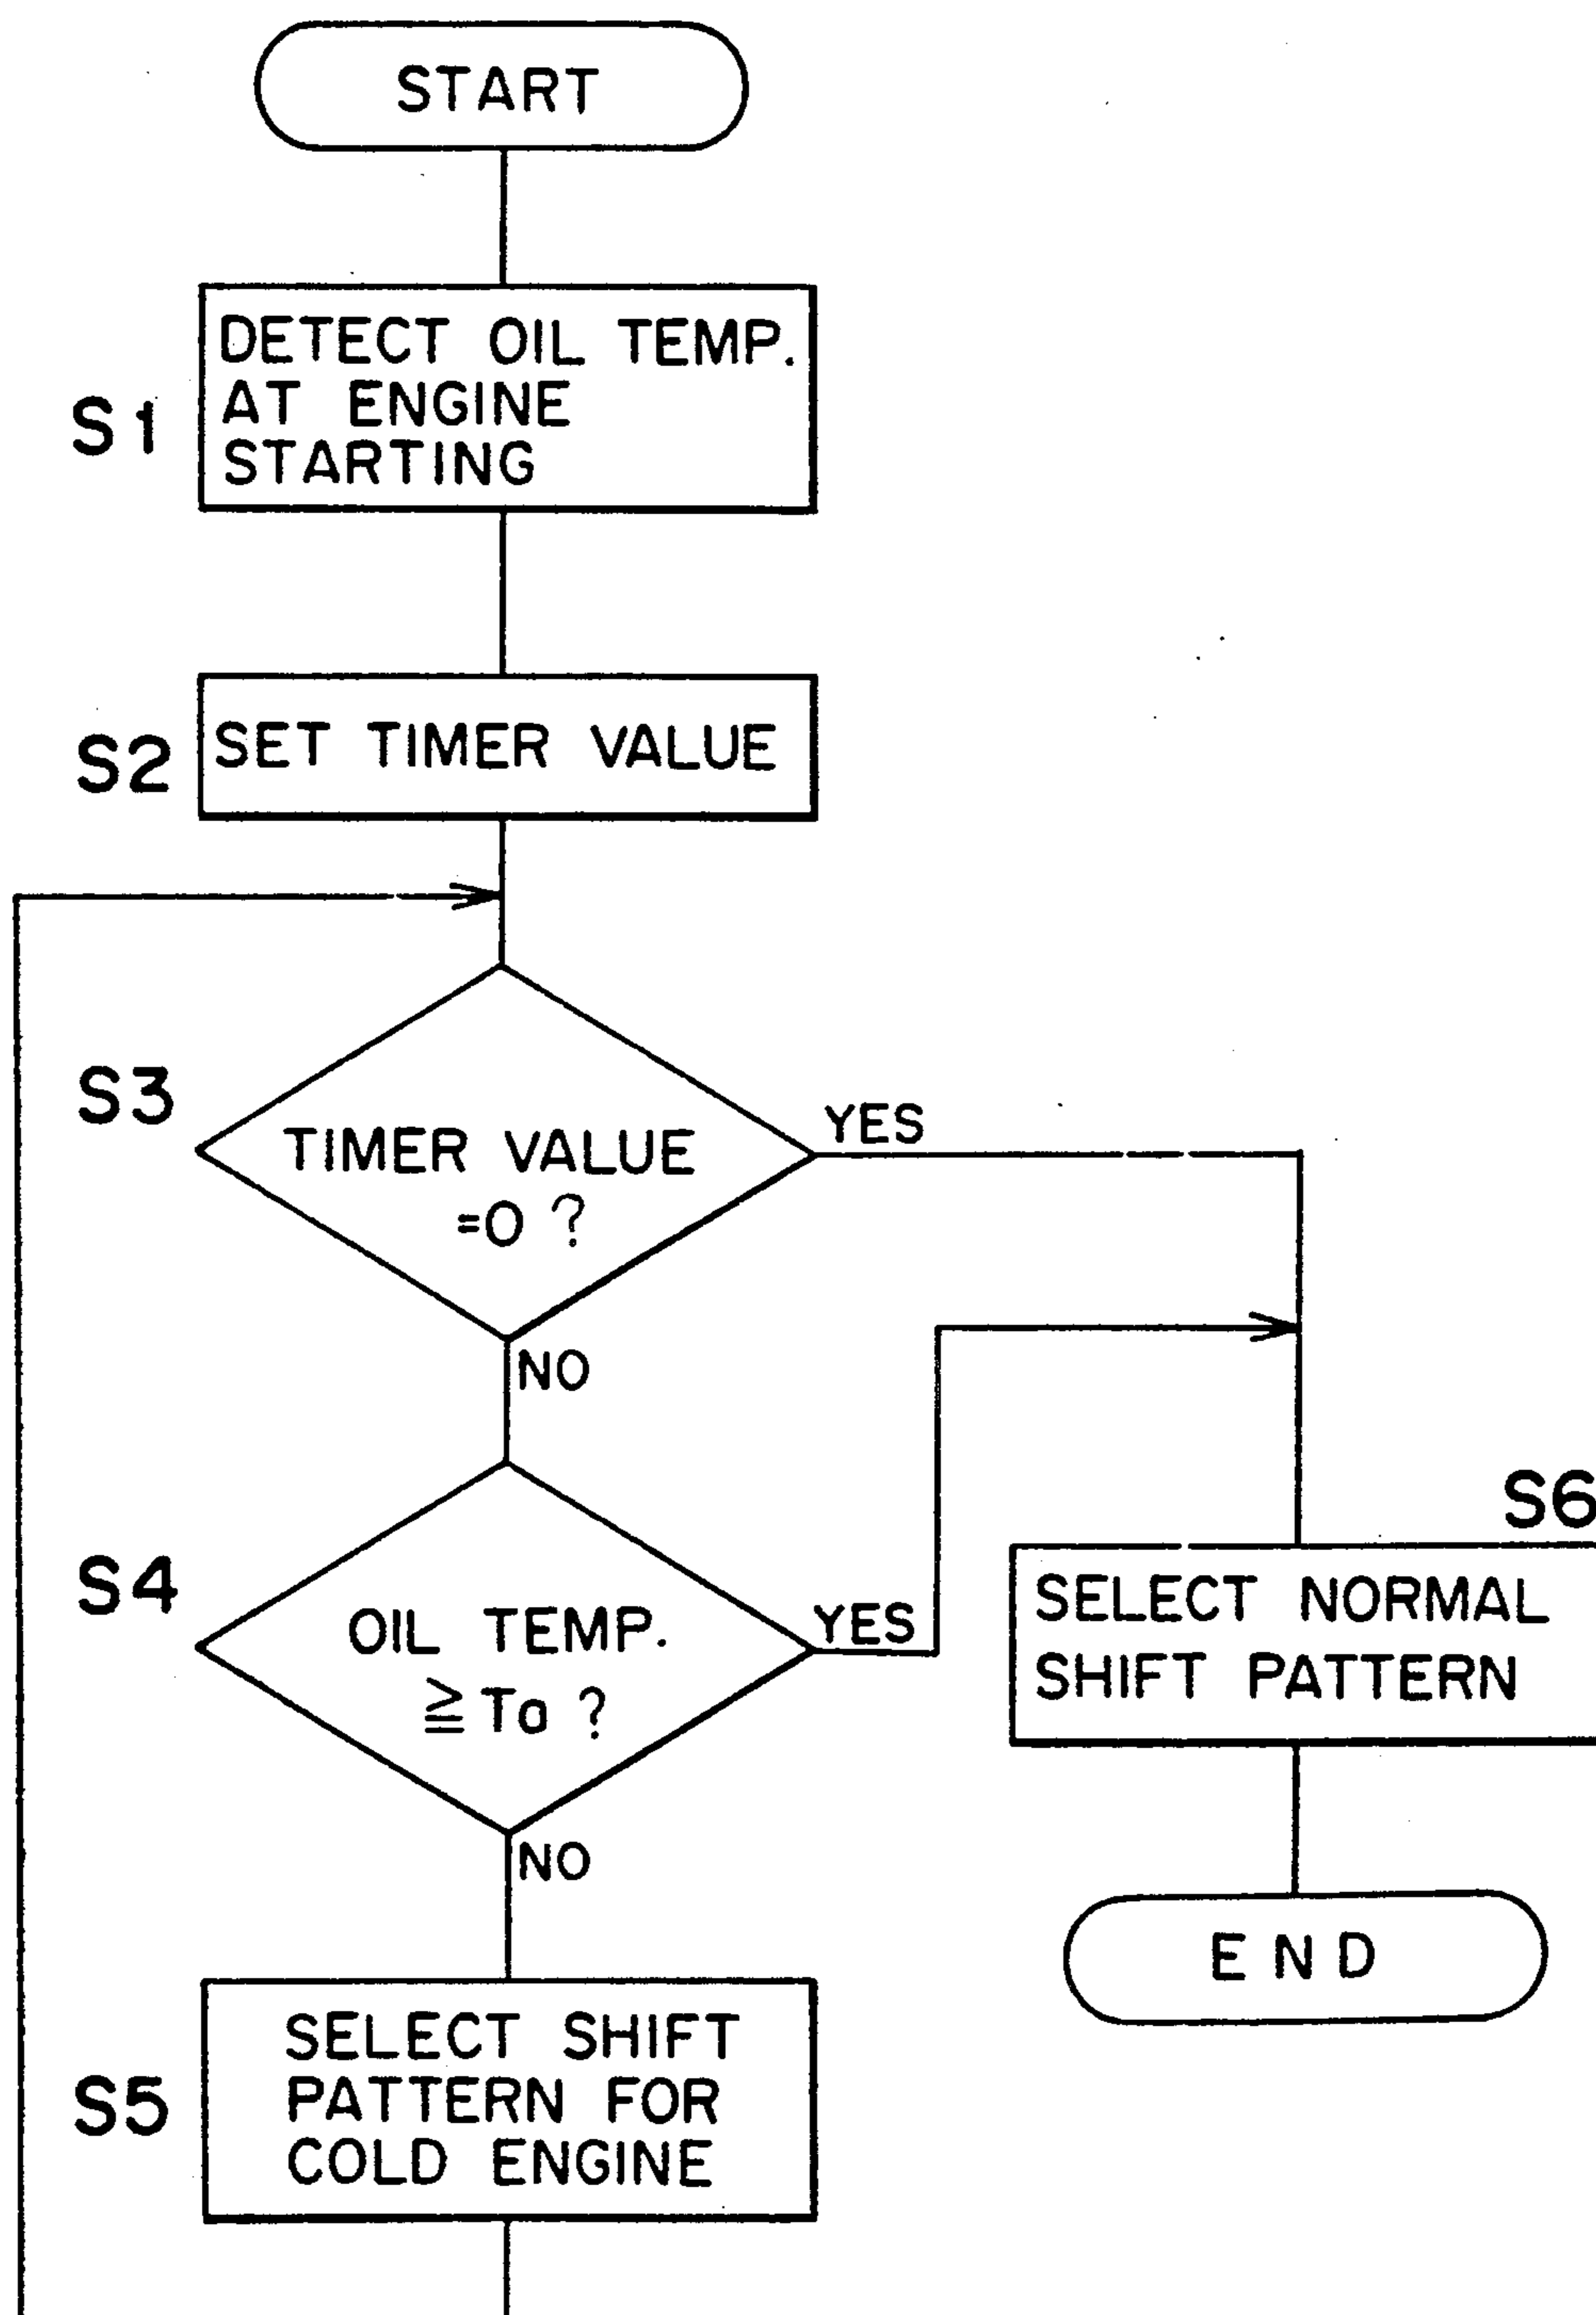 START
S1
DETECT OIL TEMP.
AT ENGINE
STARTING
S2
SET TIMER VALUE
S3
TIMER VALUE
=0 ?
YES
NO
S4
OIL TEMP.
≧ To ?
YES
NO
S6
SELECT NORMAL
SHIFT PATTERN
END
S5
SELECT SHIFT
PATTERN FOR
COLD ENGINE